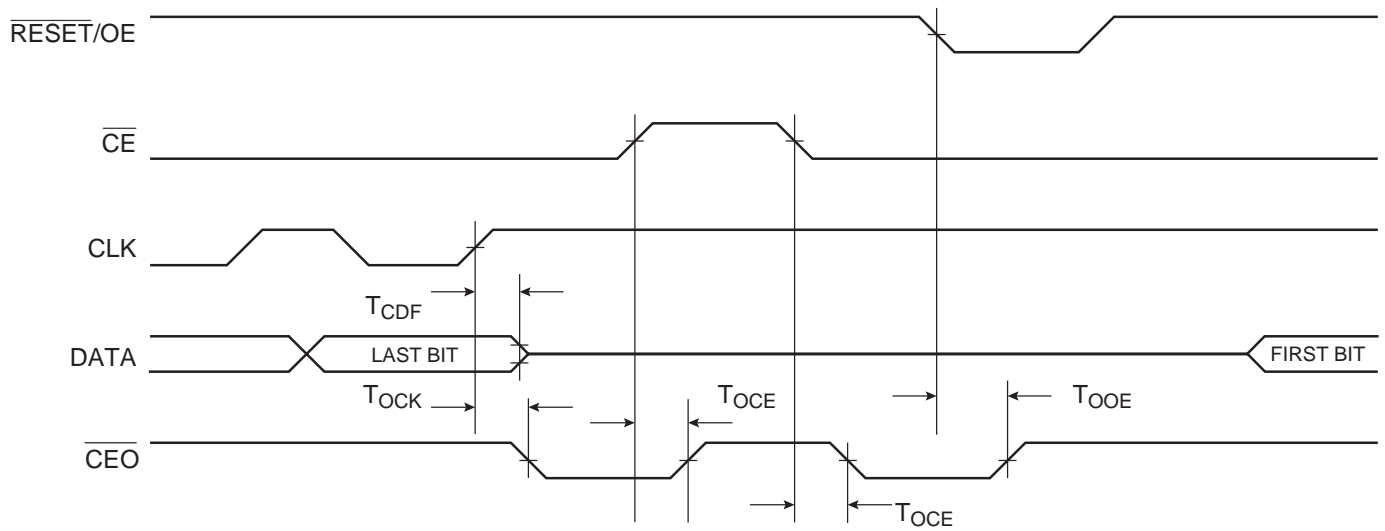 RESET/OE
CE
CLK
TCDF
DATA
LAST BIT
FIRST BIT
TOCK
TOCE
TOOE
CEO
TOCE